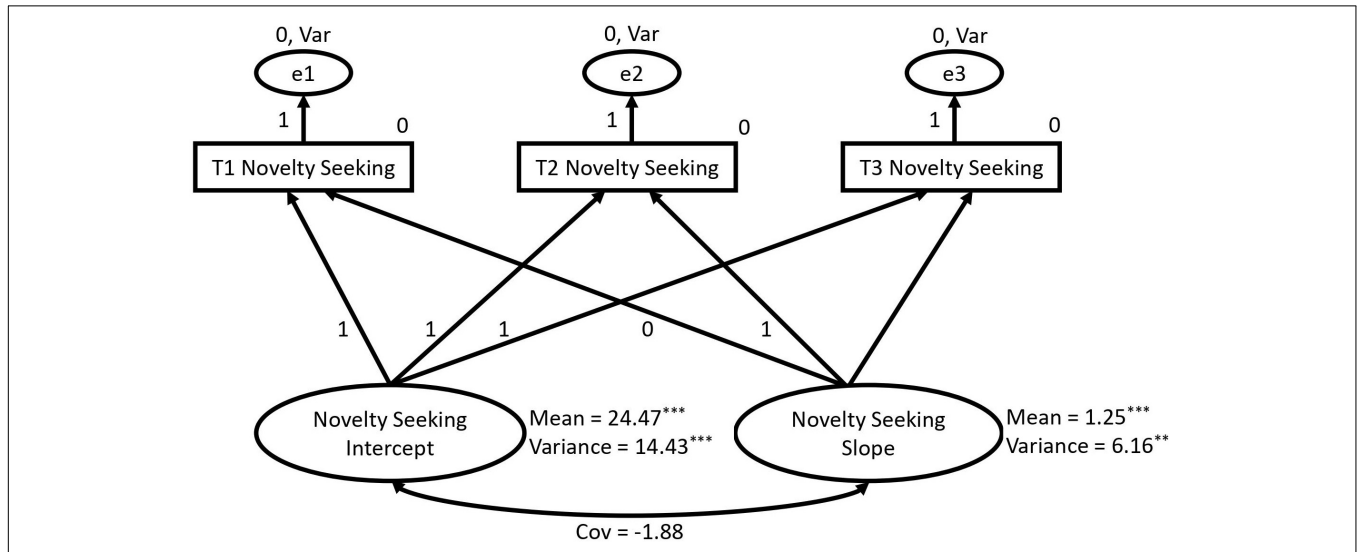 0, Var
0, Var
0, Var
e1
e2
e3
1
0
1
0
1
0
T1 Novelty Seeking
T2 Novelty Seeking
T3 Novelty Seeking
1
1
1
0
1
Novelty Seeking
Intercept
Mean = 24.47***
Variance = 14.43***
Novelty Seeking
Slope
Mean = 1.25***
Variance = 6.16**
Cov = -1.88